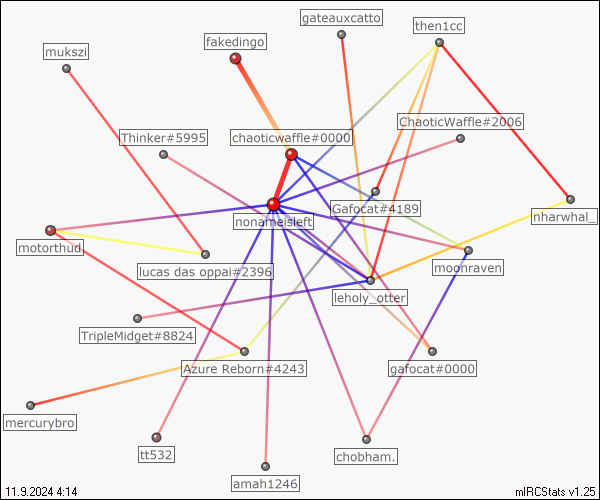 gateauxcatto
then1cc
fakedingo
mukszi
ChaoticWaffle#2006
Thinker#5995
chaoticwaffle#0000
Gafocat#4189
nharwhal_
nonameisleft
motorthud
moonraven
lucas das oppai#2396
leholy_otter
TripleMidget#8824
Azure Reborn#4243
gafocat#0000
mercurybro
tt532
chobham.
amah1246
11.9.2024 4:14
mIRCStats v1.25